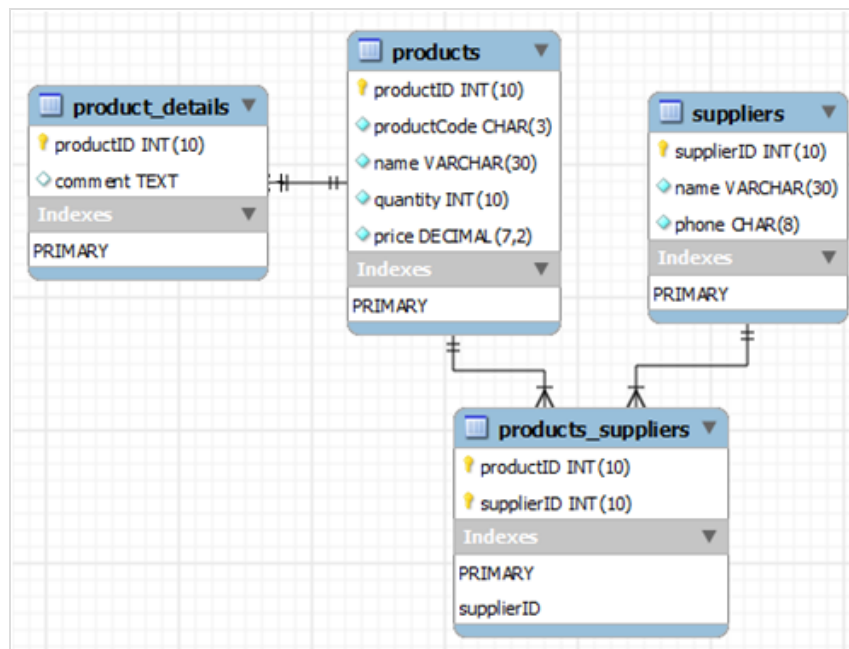 product_details
productID INT(10)
comment TEXT
Indexes
PRIMARY
products
productID INT(10)
productCode CHAR(3)
name VARCHAR(30)
quantity INT(10)
price DECIMAL(7,2)
Indexes
PRIMARY
suppliers
supplierID INT(10)
name VARCHAR(30)
phone CHAR(8)
Indexes
PRIMARY
products_suppliers
productID INT(10)
supplierID INT(10)
Indexes
PRIMARY
supplierID